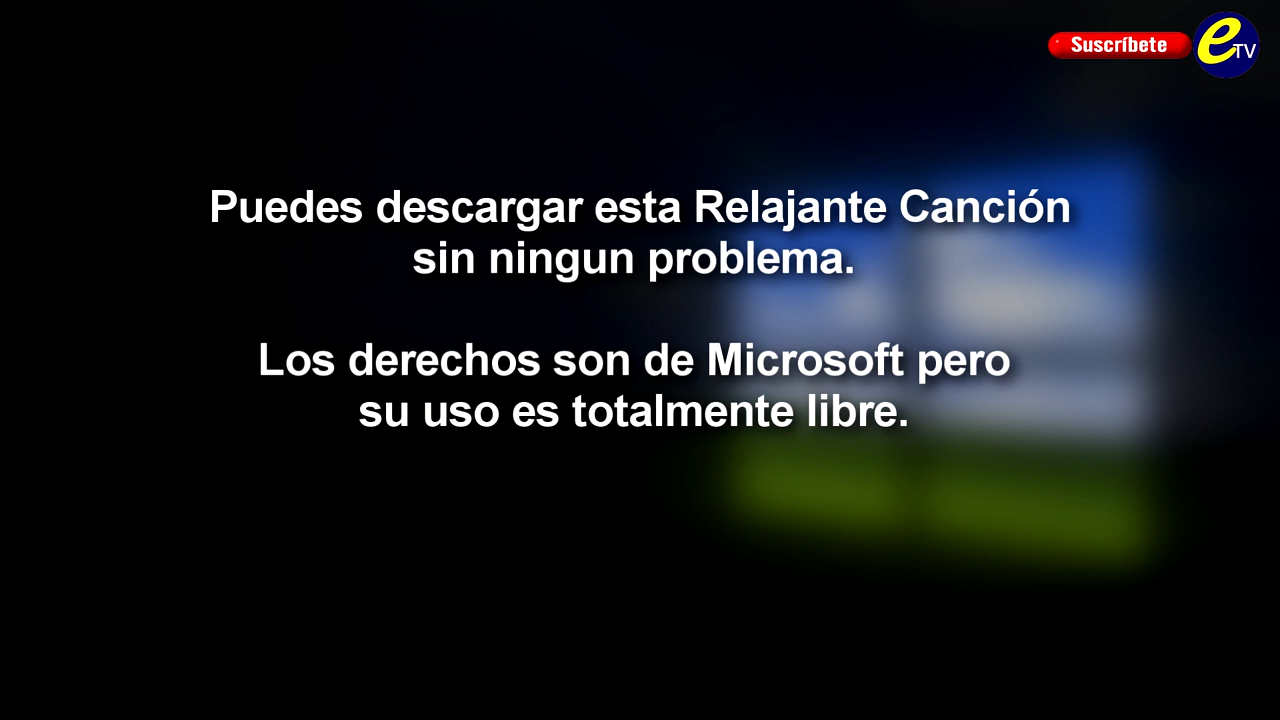 Suscríbete
e TV
Puedes descargar esta Relajante Canción
sin ningun problema.
Los derechos son de Microsoft pero
su uso es totalmente libre.